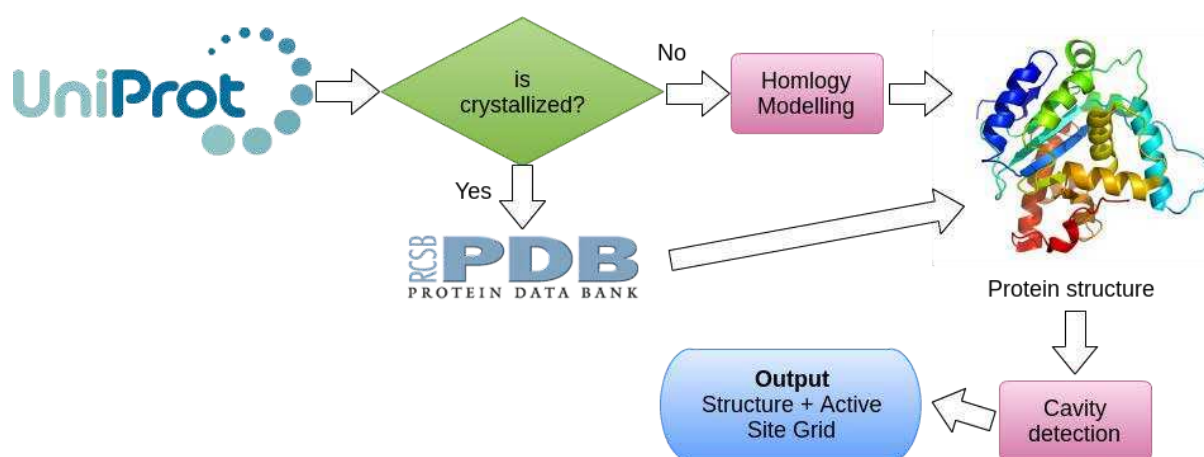 UniProt
is
crystallized?
No
Homlogy
Modelling
Yes
RCSB
PDB
PROTEIN DATA BANK
Protein structure
Output
Structure + Active
Site Grid
Cavity
detection